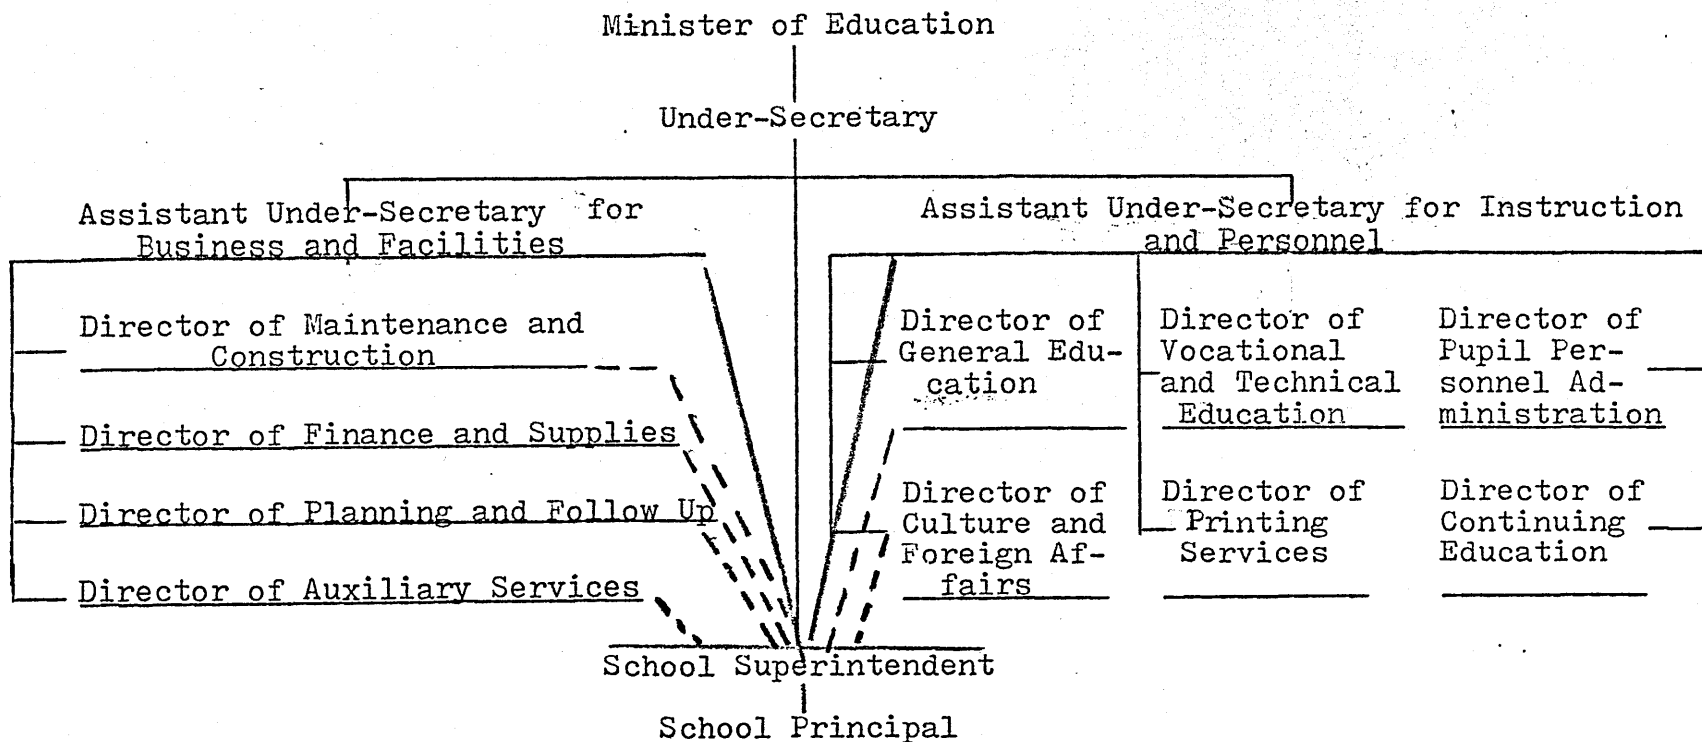 Minister of Education
Under-Secretary
Assistant Under-Secretary for
Business and Facilities
Director of Maintenance and
Construction
Director of Finance and Supplies
Director of Planning and Follow Up
Director of Auxiliary Services
Assistant Under-Secretary for Instruction
and Personnel
Director of
General Edu-
cation
Director of
Vocational
and Technical
Education
Director of
Pupil Per-
sonnel Ad-
ministration
Director of
Culture and
Foreign Af-
fairs
Director of
Printing
Services
Director of
Continuing
Education
School Superintendent
School Principal